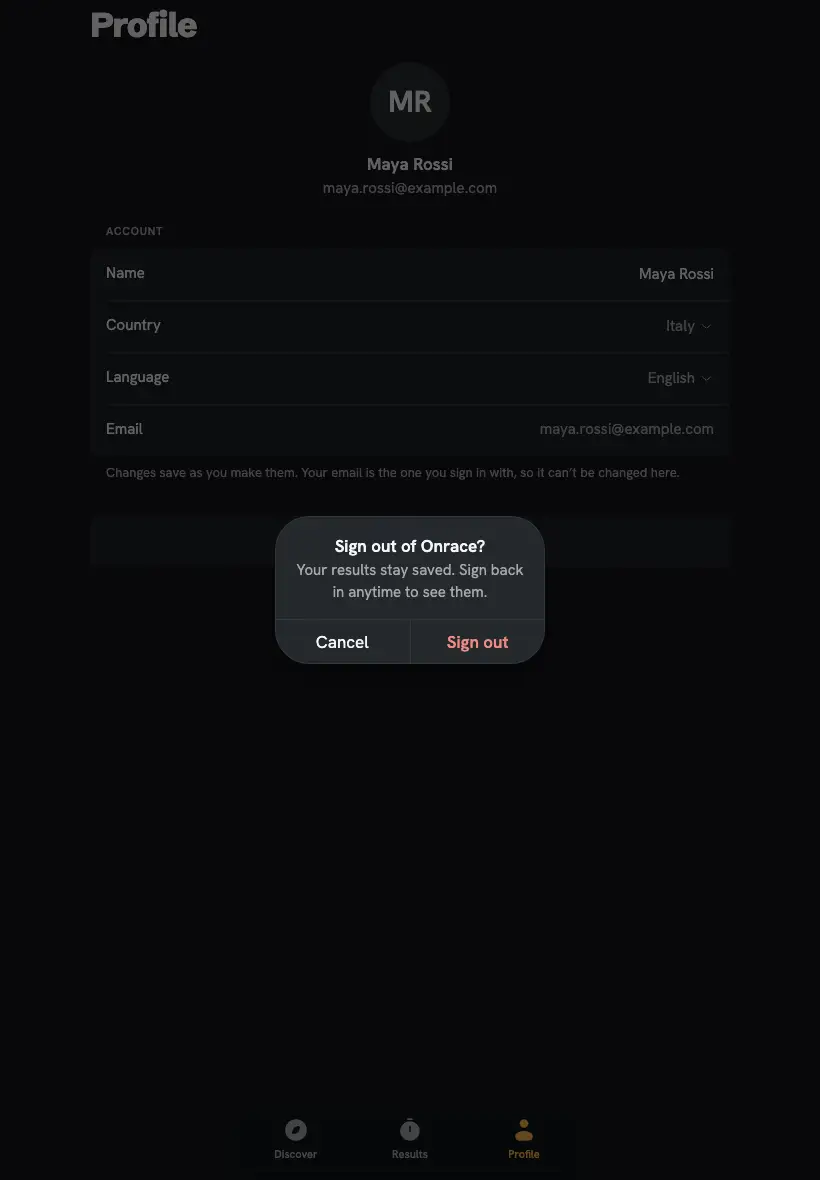 Profile
MR
Maya Rossi
maya.rossi@example.com
ACCOUNT
Name
Maya Rossi
Country
Italy
Language
English
Email
maya.rossi@example.com
Changes save as you make them. Your email is the one you sign in with, so it can't be changed here.
Sign out of Onrace?
Your results stay saved. Sign back
in anytime to see them.
Cancel
Sign out
Discover
Results
Profile